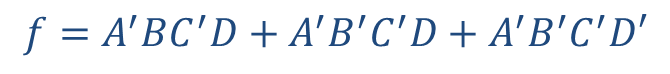 f = A′BC′D + A′B′C′D + A′B′C′D′